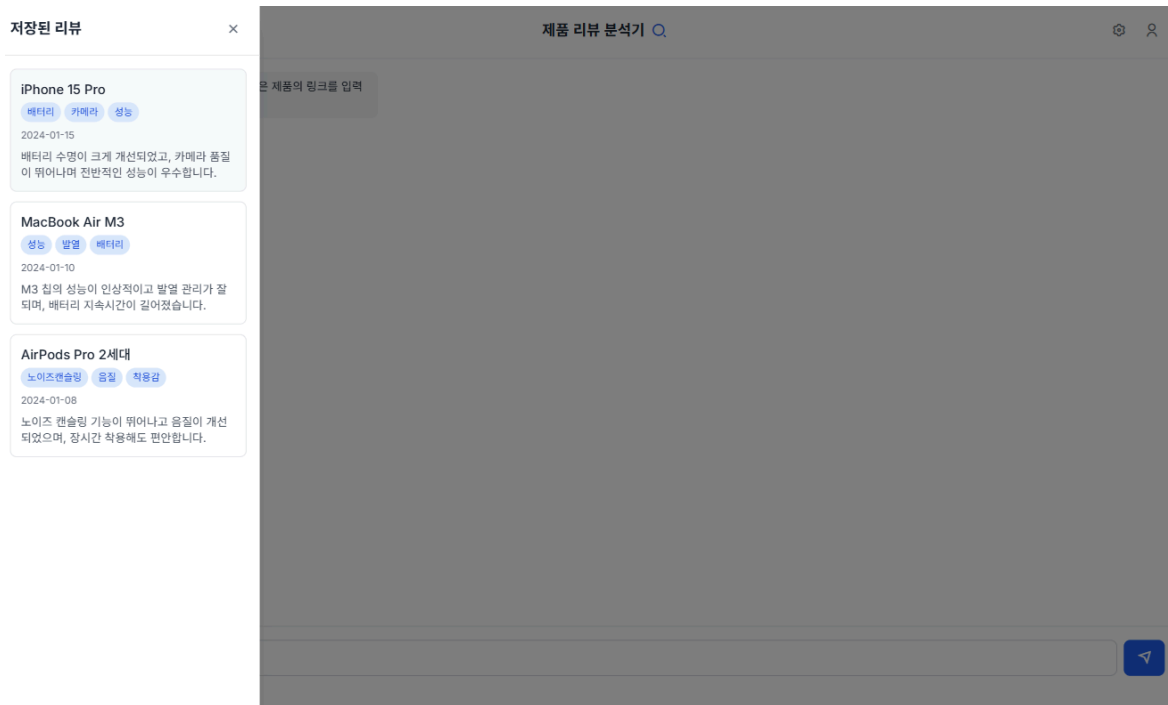 저장된 리뷰
iPhone 15 Pro
배터리 카메라 성능
2024-01-15
배터리 수명이 크게 개선되었고, 카메라 품질
이 뛰어나며 전반적인 성능이 우수합니다.
MacBook Air M3
성능 발열 배터리
2024-01-10
M3 칩의 성능이 인상적이고 발열 관리가 잘
되며, 배터리 지속시간이 길어졌습니다.
AirPods Pro 2세대
노이즈캔슬링 음질 착용감
2024-01-08
노이즈 캔슬링 기능이 뛰어나고 음질이 개선
되었으며, 장시간 착용해도 편안합니다.
제품 리뷰 분석기
은 제품의 링크를 입력